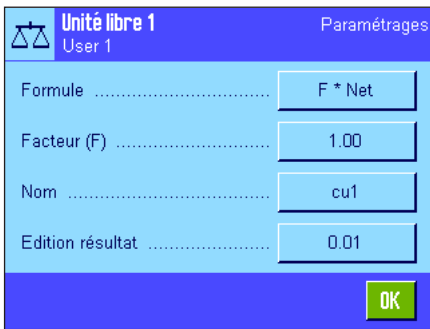 Unité libre 1
Paramétrages
User 1
Formule .............................. F * Net
Facteur (F) .......................... 1.00
Nom .................................. cu1
Edition résultat ....................... 0.01
OK